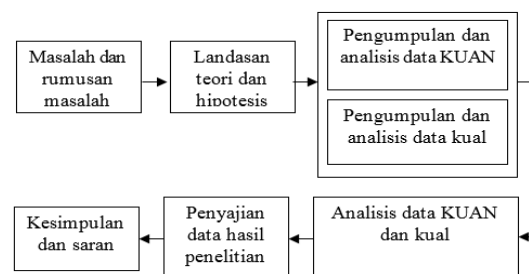 Masalah dan
rumusan
masalah
Landasan
teori dan
hipotesis
Pengumpulan dan
analisis data KUAN
Pengumpulan dan
analisis data kual
Analisis data KUAN
dan kual
Penyajian
data hasil
penelitian
Kesimpulan
dan saran